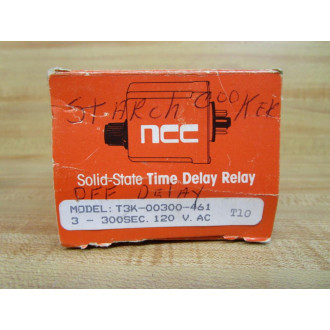 STARCH COOKER
ncc
Solid-State Time Delay Relay
OFF DELAY
MODEL: T3K-00300-461
3 - 300SEC. 120 V. AC
T10